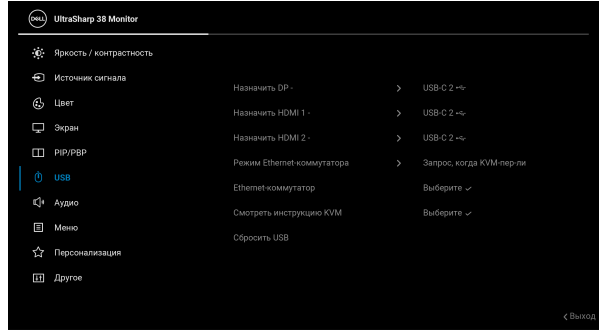 DELL UltraSharp 38 Monitor
Яркость / контрастность
Источник сигнала
Назначить DP - USB-C 2
Цвет
Назначить HDMI 1 - USB-C 2
Экран
Назначить HDMI 2 - USB-C 2
PIP/PBP
Режим Ethernet-коммутатора Запрос, когда KVM-пер-ли
USB
Ethernet-коммутатор Выберите ✓
Аудио
Смотреть инструкцию KVM Выберите ✓
Меню
Сбросить USB
Персонализация
Другое
Выход